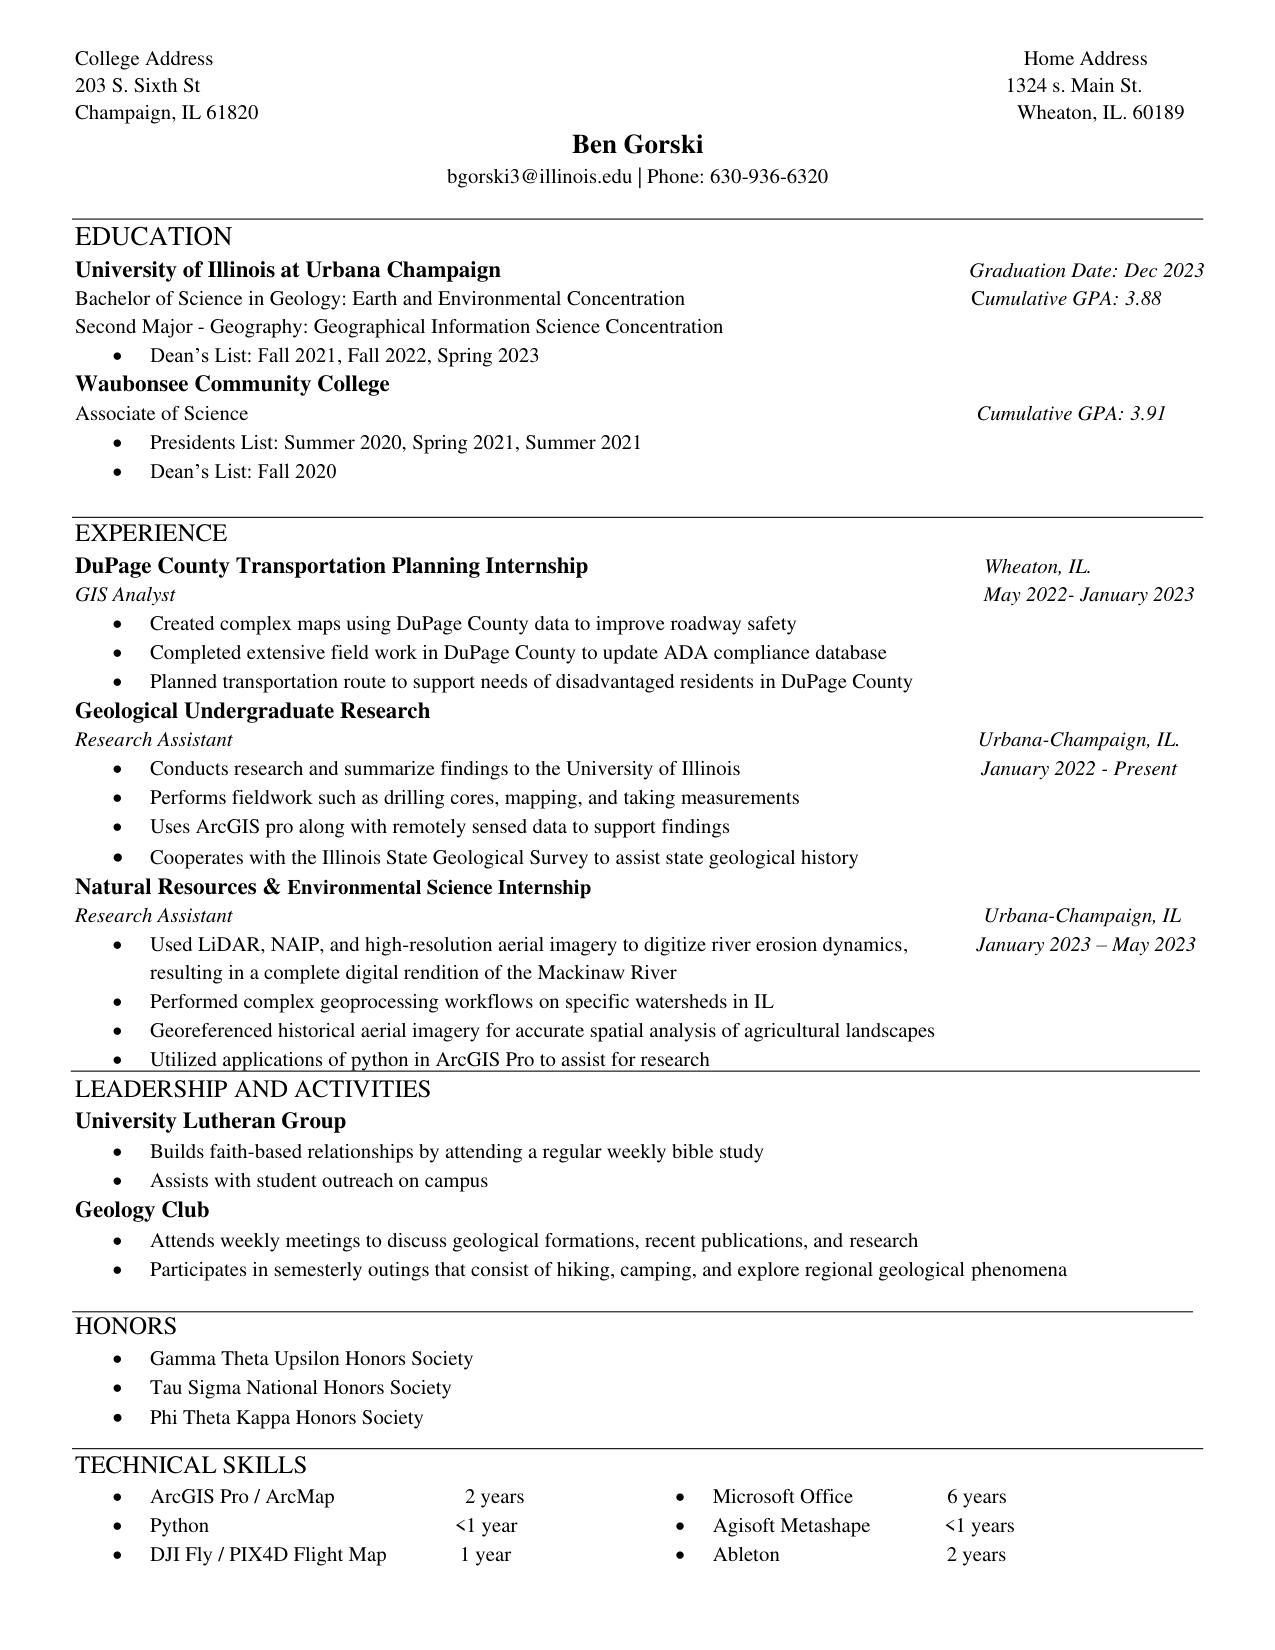 College Address Home Address
203 S. Sixth St 1324 s. Main St.
Champaign, IL 61820 Wheaton, IL. 60189
Ben Gorski
bgorski3@illinois.edu | Phone: 630-936-6320
EDUCATION
University of Illinois at Urbana Champaign Graduation Date: Dec 2023
Bachelor of Science in Geology: Earth and Environmental Concentration Cumulative GPA: 3.88
Second Major - Geography: Geographical Information Science Concentration
• Dean’s List: Fall 2021, Fall 2022, Spring 2023
Waubonsee Community College
Associate of Science Cumulative GPA: 3.91
• Presidents List: Summer 2020, Spring 2021, Summer 2021
• Dean’s List: Fall 2020
EXPERIENCE
DuPage County Transportation Planning Internship Wheaton, IL.
GIS Analyst May 2022- January 2023
• Created complex maps using DuPage County data to improve roadway safety
• Completed extensive field work in DuPage County to update ADA compliance database
• Planned transportation route to support needs of disadvantaged residents in DuPage County
Geological Undergraduate Research
Research Assistant Urbana-Champaign, IL.
• Conducts research and summarize findings to the University of Illinois January 2022 - Present
• Performs fieldwork such as drilling cores, mapping, and taking measurements
• Uses ArcGIS pro along with remotely sensed data to support findings
• Cooperates with the Illinois State Geological Survey to assist state geological history
Natural Resources & Environmental Science Internship
Research Assistant Urbana-Champaign, IL
• Used LiDAR, NAIP, and high-resolution aerial imagery to digitize river erosion dynamics, January 2023 – May 2023
resulting in a complete digital rendition of the Mackinaw River
• Performed complex geoprocessing workflows on specific watersheds in IL
• Georeferenced historical aerial imagery for accurate spatial analysis of agricultural landscapes
• Utilized applications of python in ArcGIS Pro to assist for research
LEADERSHIP AND ACTIVITIES
University Lutheran Group
• Builds faith-based relationships by attending a regular weekly bible study
• Assists with student outreach on campus
Geology Club
• Attends weekly meetings to discuss geological formations, recent publications, and research
• Participates in semesterly outings that consist of hiking, camping, and explore regional geological phenomena
HONORS
• Gamma Theta Upsilon Honors Society
• Tau Sigma National Honors Society
• Phi Theta Kappa Honors Society
TECHNICAL SKILLS
• ArcGIS Pro / ArcMap 2 years • Microsoft Office 6 years
• Python <1 year • Agisoft Metashape <1 years
• DJI Fly / PIX4D Flight Map 1 year • Ableton 2 years